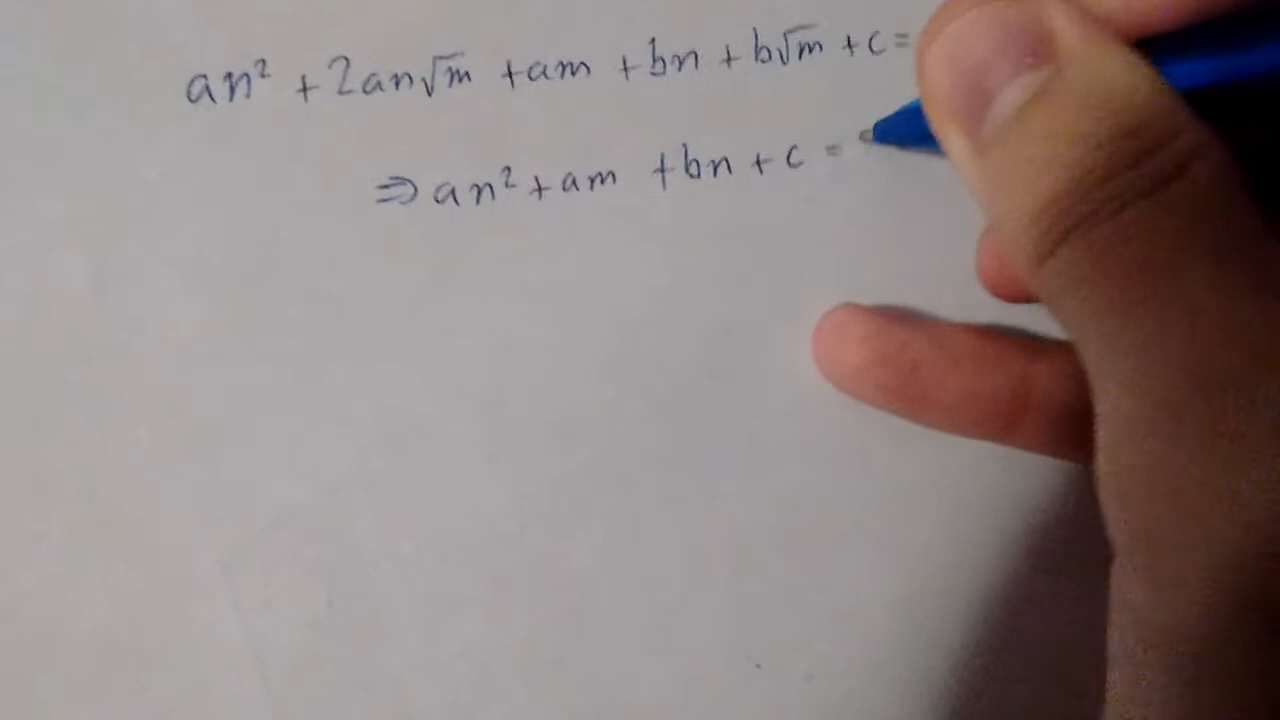 an² + 2an√m + am + bn + b√m + c =
⇒ an² + am + bn + c =